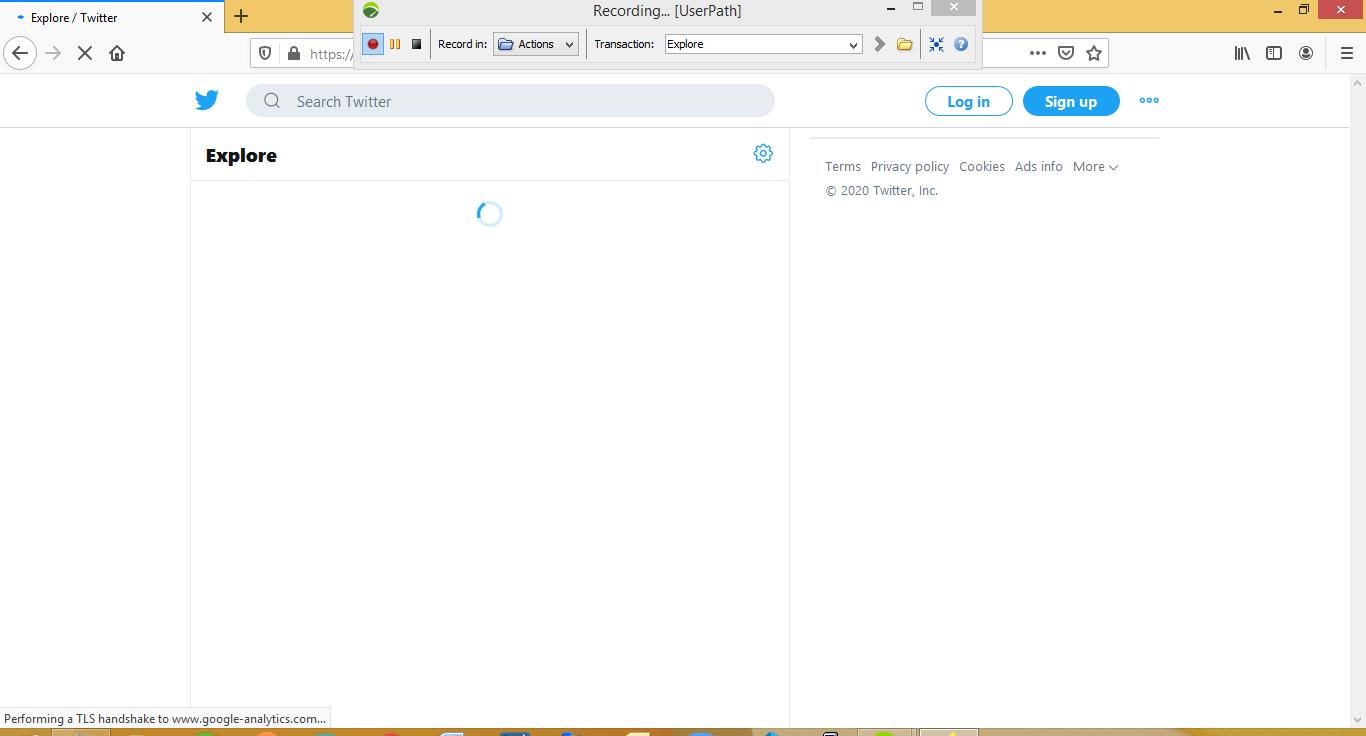 Explore / Twitter
Recording... [UserPath]
Record in: Actions Transaction: Explore
https:/
Search Twitter
Log in
Sign up
Explore
Terms Privacy policy Cookies Ads info More
© 2020 Twitter, Inc.
Performing a TLS handshake to www.google-analytics.com...